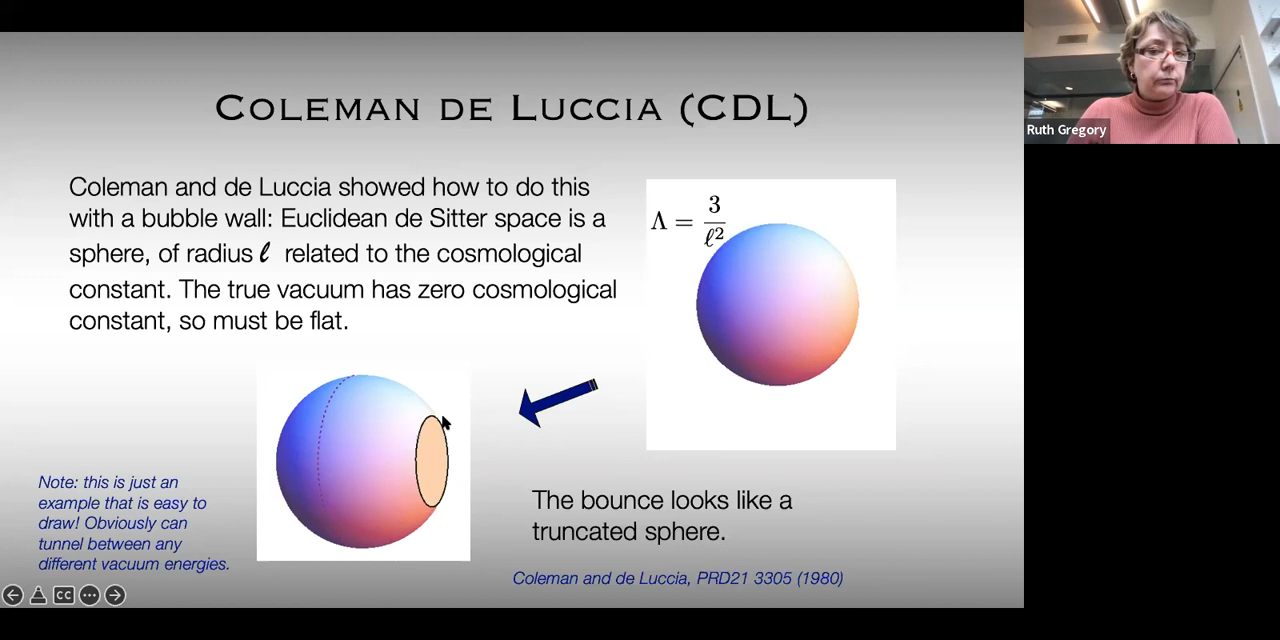 COLEMAN DE LUCCIA (CDL)
Coleman and de Luccia showed how to do this
with a bubble wall: Euclidean de Sitter space is a
sphere, of radius ℓ related to the cosmological
constant. The true vacuum has zero cosmological
constant, so must be flat.
Λ = 3/ℓ²
Note: this is just an
example that is easy to
draw! Obviously can
tunnel between any
different vacuum energies.
The bounce looks like a
truncated sphere.
Coleman and de Luccia, PRD21 3305 (1980)
CC
Ruth Gregory